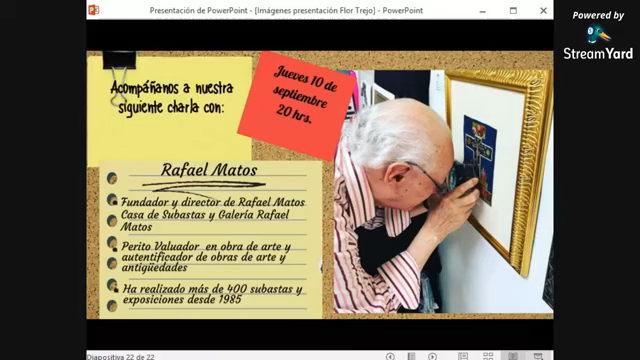 Presentación de PowerPoint - [Imágenes presentación Flor Trejo] - PowerPoint
Powered by
StreamYard
Acompáñanos a nuestra
siguiente charla con:
Jueves 10 de
septiembre
20 hrs.
Rafael Matos
Fundador y director de Rafael Matos
Casa de Subastas y Galería Rafael
Matos
Perito Valuador en obra de arte y
autentificador de obras de arte y
antigüedades
Ha realizado más de 400 subastas y
exposiciones desde 1985
Diapositiva 22 de 22